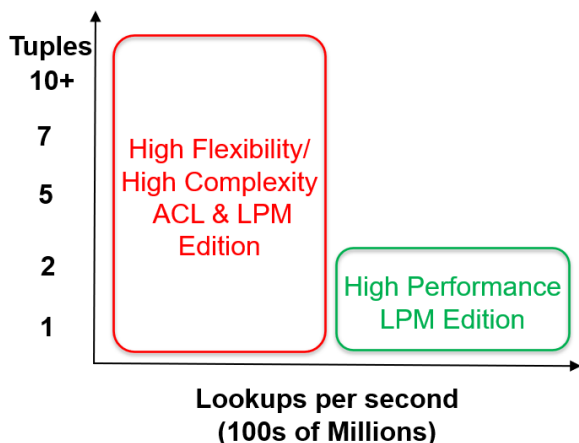 Tuples
10+
7
5
2
1
High Flexibility/
High Complexity
ACL & LPM
Edition
High Performance
LPM Edition
Lookups per second
(100s of Millions)